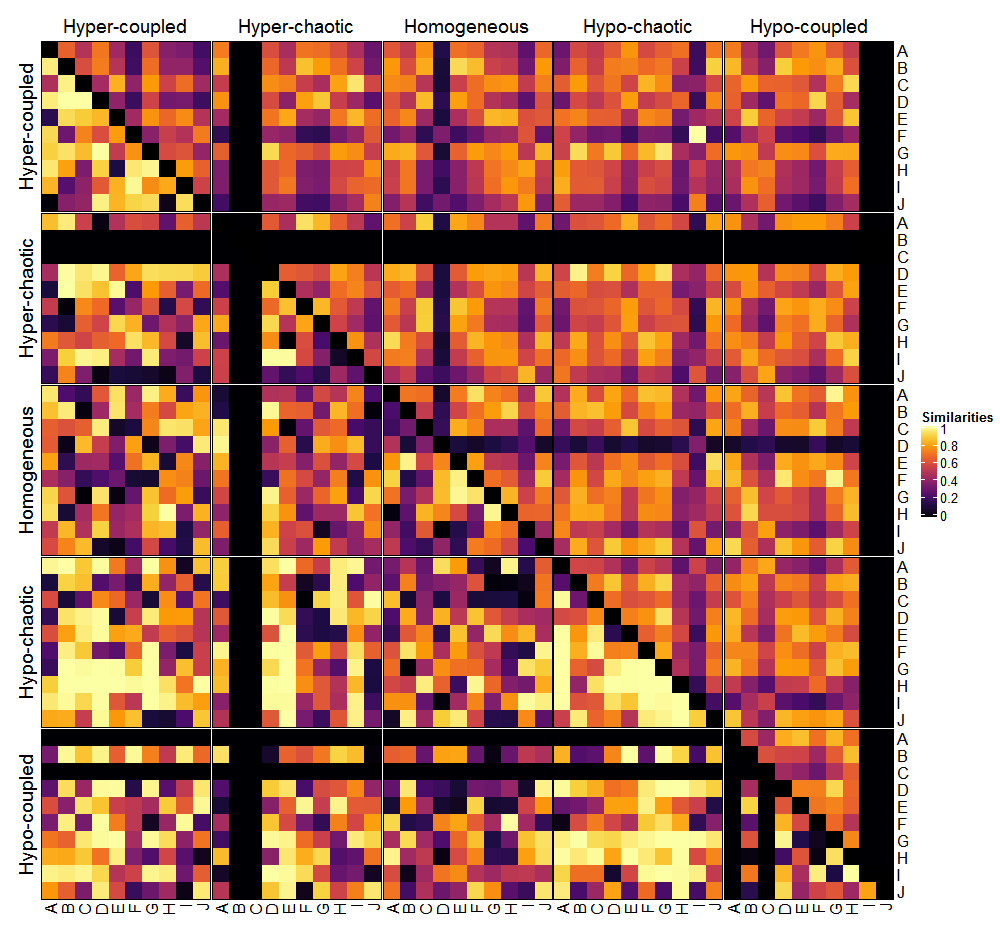 Hyper-coupled Hyper-chaotic Homogeneous Hypo-chaotic Hypo-coupled
Hyper-coupled
A
B
C
D
E
F
G
H
I
J
Hyper-chaotic
A
B
C
D
E
F
G
H
I
J
Homogeneous
A
B
C
D
E
F
G
H
I
J
Hypo-chaotic
A
B
C
D
E
F
G
H
I
J
Hypo-coupled
A
B
C
D
E
F
G
H
I
J
A B C D E F G H I J A B C D E F G H I J A B C D E F G H I J A B C D E F G H I J A B C D E F G H I J
Similarities
1
0.8
0.6
0.4
0.2
0